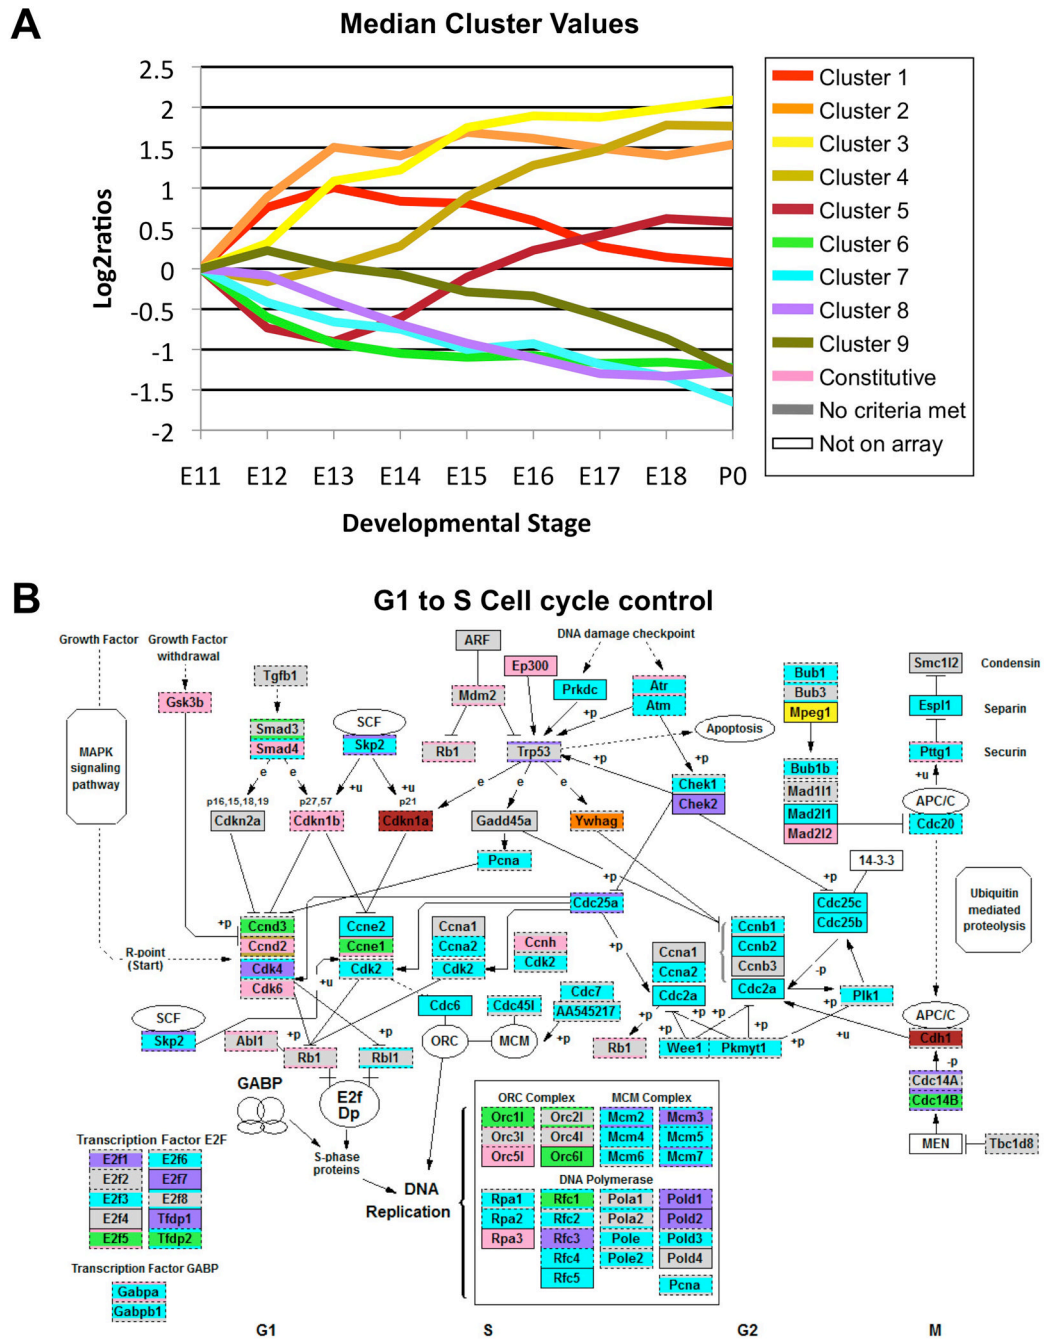 A
Median Cluster Values
2.5
2
1.5
1
0.5
0
-0.5
-1
-1.5
-2
Log2ratios
E11 E12 E13 E14 E15 E16 E17 E18 P0
Developmental Stage
Cluster 1
Cluster 2
Cluster 3
Cluster 4
Cluster 5
Cluster 6
Cluster 7
Cluster 8
Cluster 9
Constitutive
No criteria met
Not on array
B
G1 to S Cell cycle control
Growth Factor
Growth Factor
withdrawal
Gsk3b
MAPK
signaling
pathway
R-point
(Start)
Tgfb1
Smad3
Smad4
e e
SCF
Skp2
+u +u
p16,15,18,19
Cdkn2a
p27,57
Cdkn1b
p21
Cdkn1a
ARF
Mdm2
Ep300
Rb1
Trp53
e e e
DNA damage checkpoint
Prkdc
Atr
Atm
+p
+p
+p
Apoptosis
Chek1
Chek2
Gadd45a
Ywhag
Pcna
+p
Cdc25a
+p
Bub1
Bub3
Mpeg1
Bub1b
Mad1l1
Mad2l1
Mad2l2
Smc1l2
Condensin
Espl1
Separin
Pttg1
Securin
+u
APC/C
Cdc20
14-3-3
+p
Cdc25c
Cdc25b
Ubiquitin
mediated
proteolysis
+p
Ccnd3
Ccnd2
Cdk4
Cdk6
Ccne2
Ccne1
Cdk2
+u
Ccna1
Ccna2
Cdk2
Ccnh
Cdk2
Ccna1
Ccna2
Cdc2a
Ccnb1
Ccnb2
Ccnb3
Cdc2a
-p
+p
Plk1
SCF
Skp2
Abl1
+p
Rb1
+p
Rbl1
Cdc6
ORC
Cdc45l
MCM
Cdc7
AA545217
+p
+p
Rb1
+p
+p
Wee1
Pkmyt1
+p
+u
APC/C
Cdh1
-p
Cdc14A
Cdc14B
MEN
Tbc1d8
GABP
E2f
Dp
S-phase
proteins
DNA
Replication
Transcription Factor E2F
E2f1 E2f6
E2f2 E2f7
E2f3 E2f8
E2f4 Tfdp1
E2f5 Tfdp2
Transcription Factor GABP
Gabpa
Gabpb1
ORC Complex MCM Complex
Orc1l Orc2l Mcm2 Mcm3
Orc3l Orc4l Mcm4 Mcm5
Orc5l Orc6l Mcm6 Mcm7
DNA Polymerase
Rpa1 Rfc1 Pola1 Pold1
Rpa2 Rfc2 Pola2 Pold2
Rpa3 Rfc3 Pole Pold3
Rfc4 Pole2 Pold4
Rfc5 Pcna
G1 S G2 M